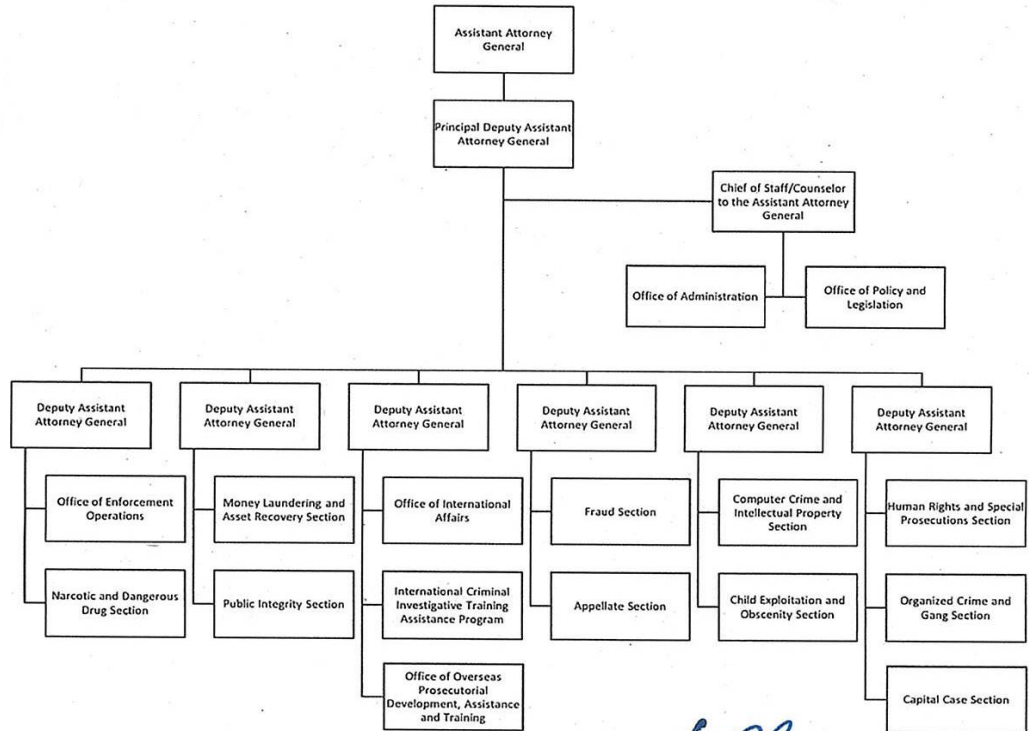 Assistant Attorney
General
Principal Deputy Assistant
Attorney General
Chief of Staff/Counselor
to the Assistant Attorney
General
Office of Administration
Office of Policy and
Legislation
Deputy Assistant
Attorney General
Deputy Assistant
Attorney General
Deputy Assistant
Attorney General
Deputy Assistant
Attorney General
Deputy Assistant
Attorney General
Deputy Assistant
Attorney General
Office of Enforcement
Operations
Money Laundering and
Asset Recovery Section
Office of International
Affairs
Fraud Section
Computer Crime and
Intellectual Property
Section
Human Rights and Special
Prosecutions Section
Narcotic and Dangerous
Drug Section
Public Integrity Section
International Criminal
Investigative Training
Assistance Program
Appellate Section
Child Exploitation and
Obscenity Section
Organized Crime and
Gang Section
Office of Overseas
Prosecutorial
Development, Assistance
and Training
Capital Case Section